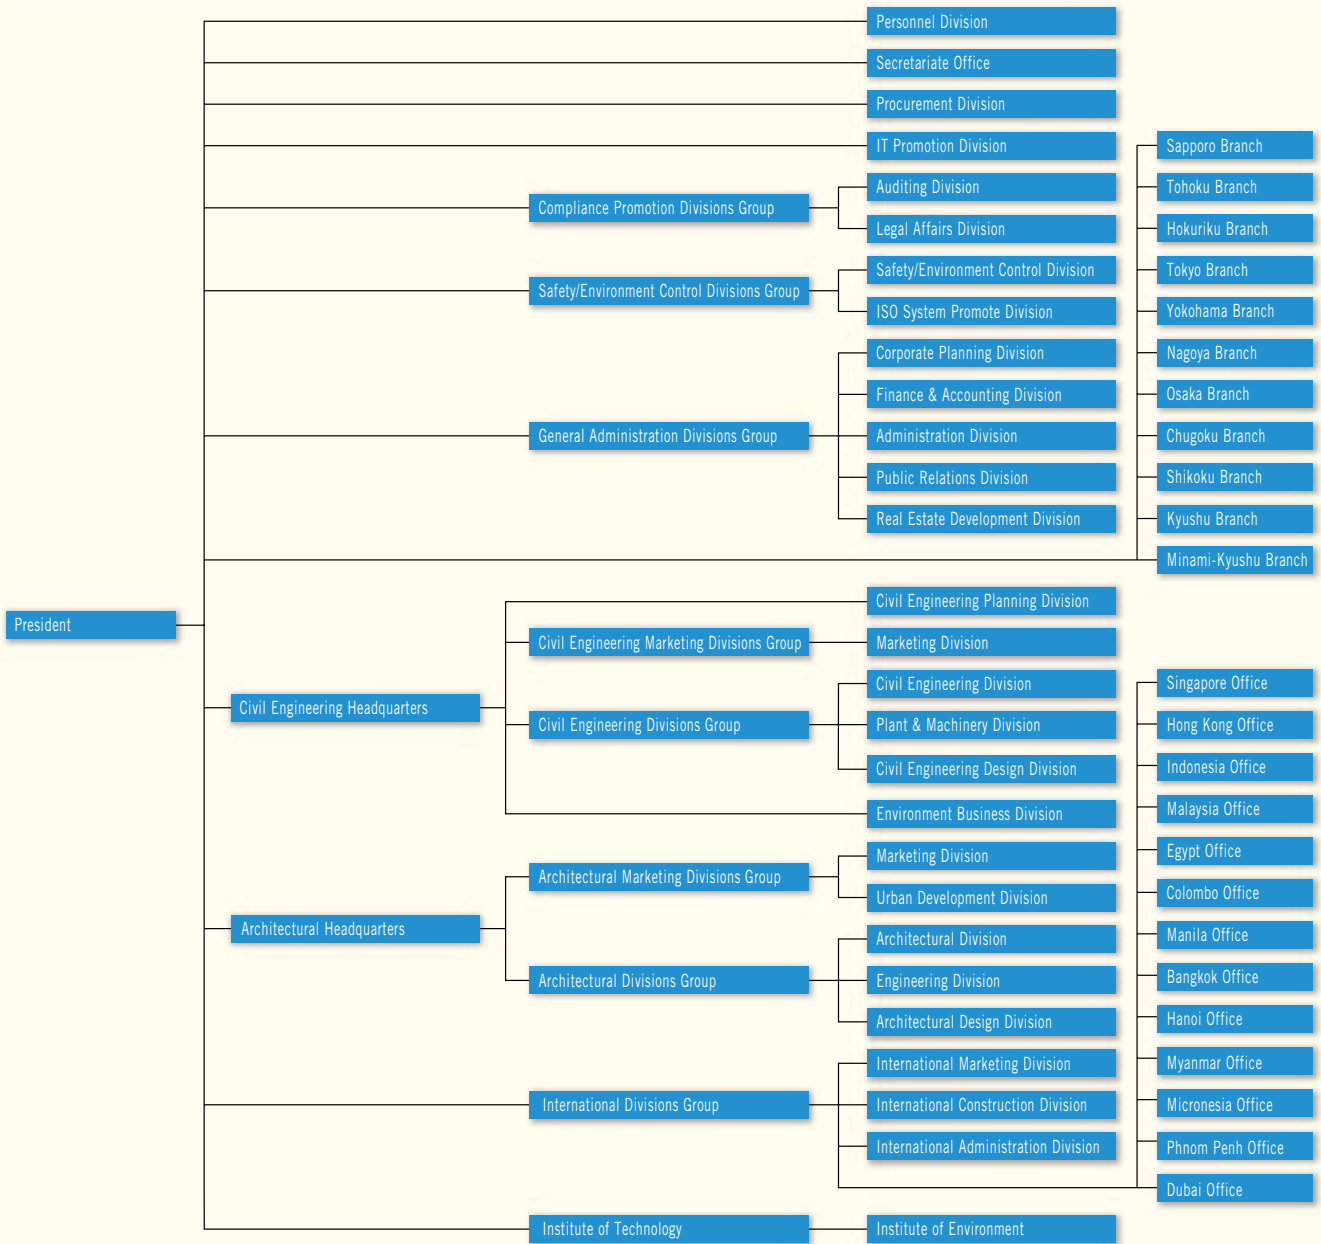 Personnel Division
Secretariate Office
Procurement Division
IT Promotion Division
Sapporo Branch
Compliance Promotion Divisions Group
Auditing Division
Tohoku Branch
Legal Affairs Division
Hokuriku Branch
Safety/Environment Control Divisions Group
Safety/Environment Control Division
Tokyo Branch
ISO System Promote Division
Yokohama Branch
Corporate Planning Division
Nagoya Branch
Finance & Accounting Division
Osaka Branch
General Administration Divisions Group
Administration Division
Chugoku Branch
Public Relations Division
Shikoku Branch
Real Estate Development Division
Kyushu Branch
Minami-Kyushu Branch
President
Civil Engineering Planning Division
Civil Engineering Marketing Divisions Group
Marketing Division
Civil Engineering Headquarters
Civil Engineering Division
Singapore Office
Civil Engineering Divisions Group
Plant & Machinery Division
Hong Kong Office
Civil Engineering Design Division
Indonesia Office
Environment Business Division
Malaysia Office
Architectural Marketing Divisions Group
Marketing Division
Egypt Office
Urban Development Division
Colombo Office
Architectural Headquarters
Architectural Division
Manila Office
Architectural Divisions Group
Engineering Division
Bangkok Office
Architectural Design Division
Hanoi Office
International Marketing Division
Myanmar Office
International Divisions Group
International Construction Division
Micronesia Office
International Administration Division
Phnom Penh Office
Dubai Office
Institute of Technology
Institute of Environment